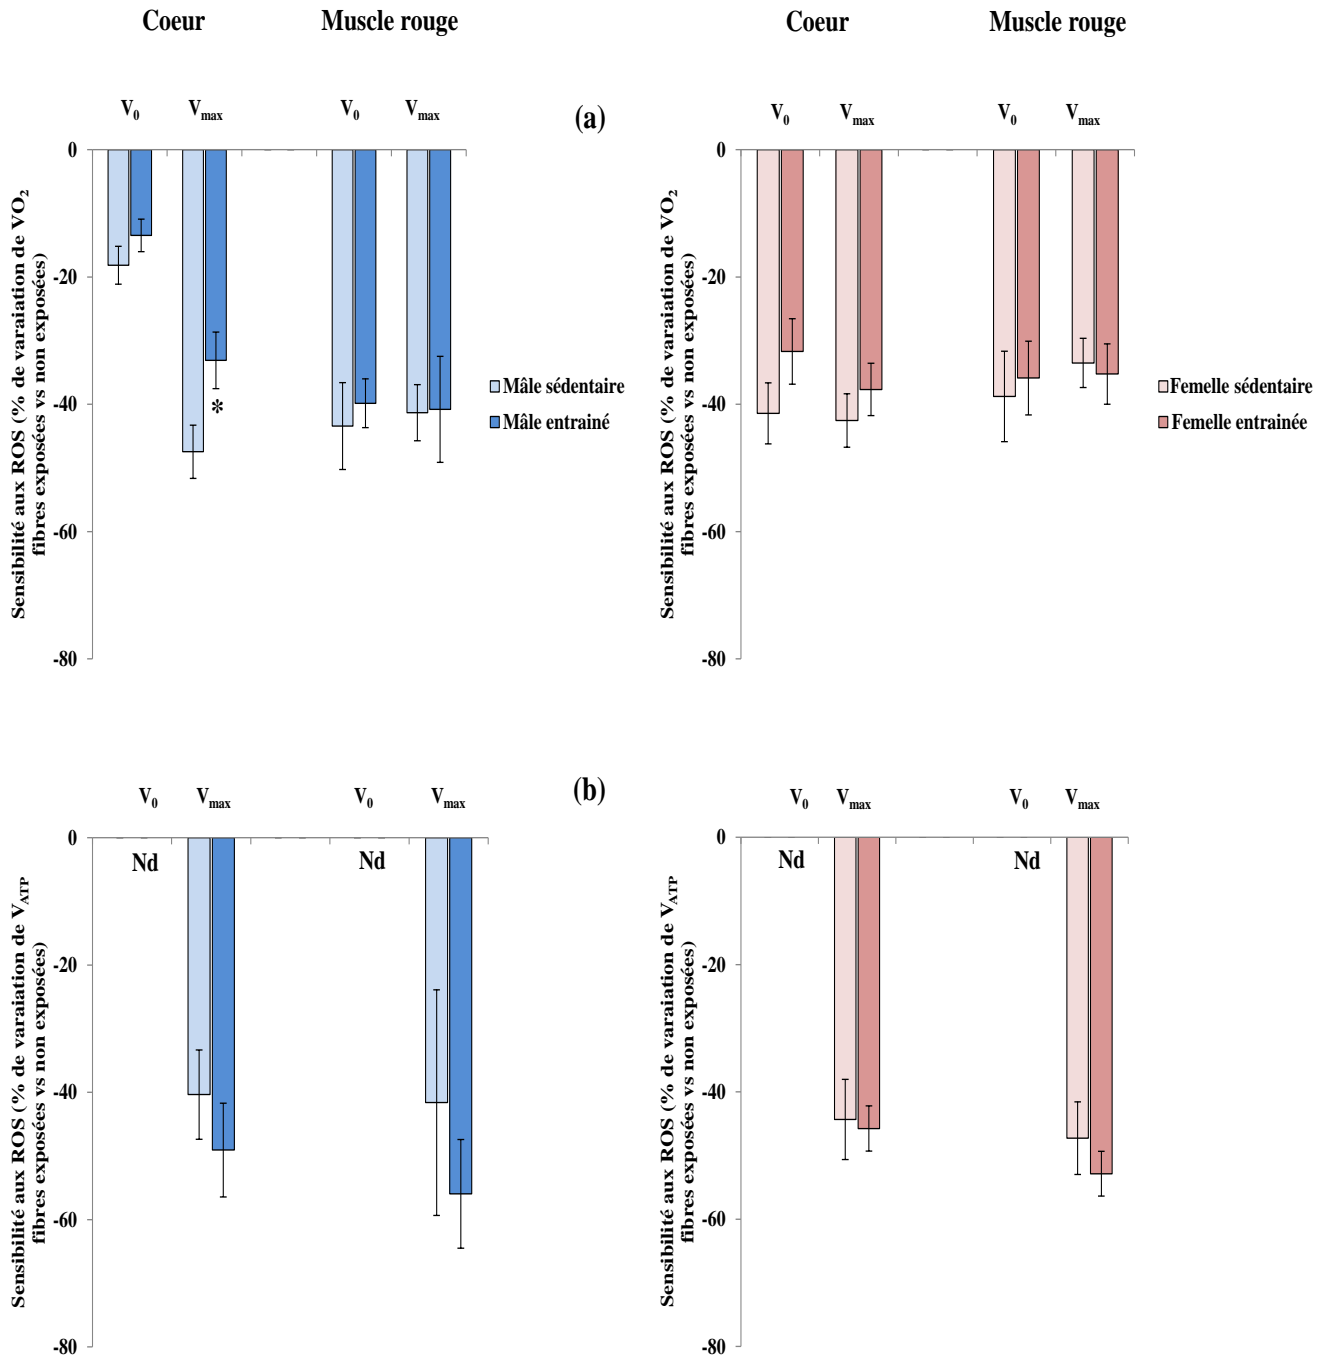 Coeur Muscle rouge Coeur Muscle rouge
V0 Vmax V0 Vmax (a) V0 Vmax V0 Vmax
Sensibilité aux ROS (% de varaiation de VO2
fibres exposées vs non exposées)
0
-20
-40
-60
-80
*
Mâle sédentaire
Mâle entrainé
Sensibilité aux ROS (% de varaiation de VO2
fibres exposées vs non exposées)
0
-20
-40
-60
-80
Femelle sédentaire
Femelle entrainée
V0 Vmax V0 Vmax (b) V0 Vmax V0 Vmax
Sensibilité aux ROS (% de varaiation de VATP
fibres exposées vs non exposées)
0
-20
-40
-60
-80
Nd Nd
Sensibilité aux ROS (% de varaiation de VATP
fibres exposées vs non exposées)
0
-20
-40
-60
-80
Nd Nd